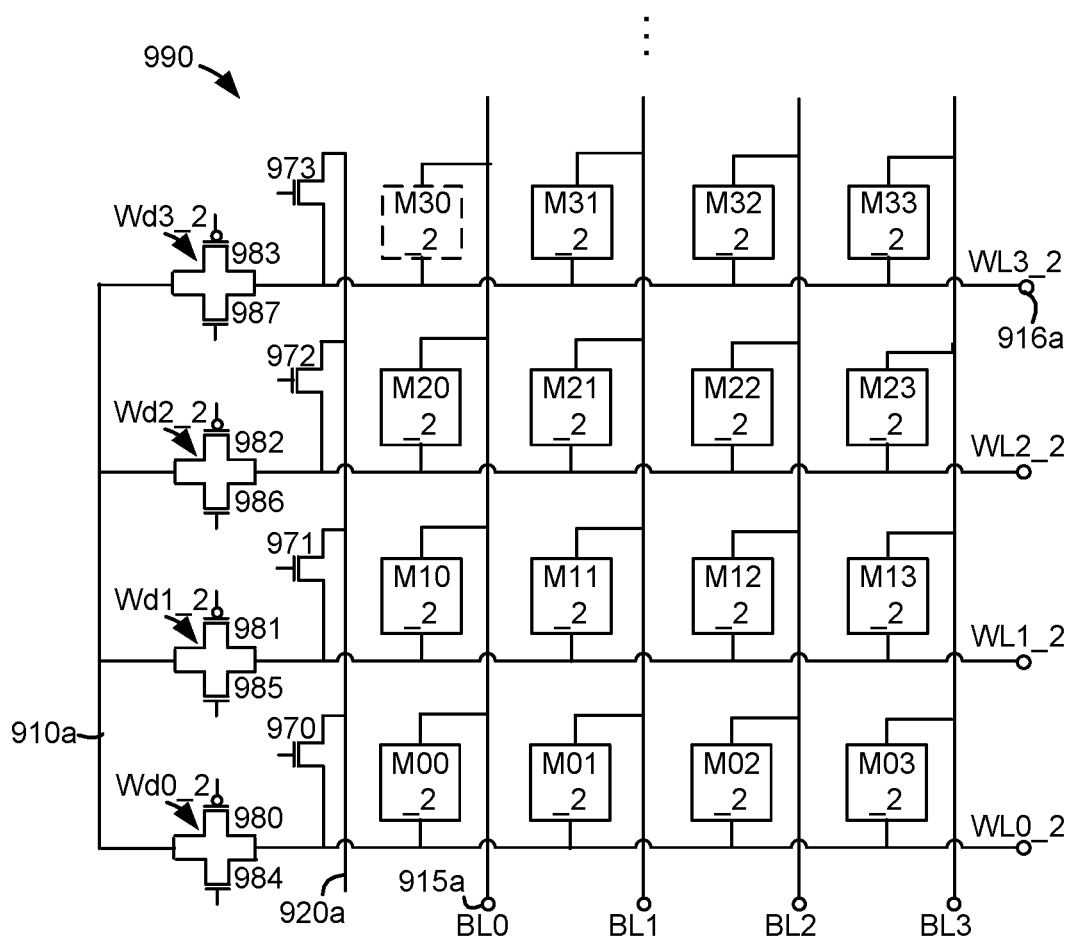 990
973
M30
_2
M31
_2
M32
_2
M33
_2
Wd3_2
983
987
WL3_2
916a
972
M20
_2
M21
_2
M22
_2
M23
_2
Wd2_2
982
986
WL2_2
971
M10
_2
M11
_2
M12
_2
M13
_2
Wd1_2
981
985
WL1_2
910a
970
M00
_2
M01
_2
M02
_2
M03
_2
Wd0_2
980
984
WL0_2
920a
915a
BL0
BL1
BL2
BL3